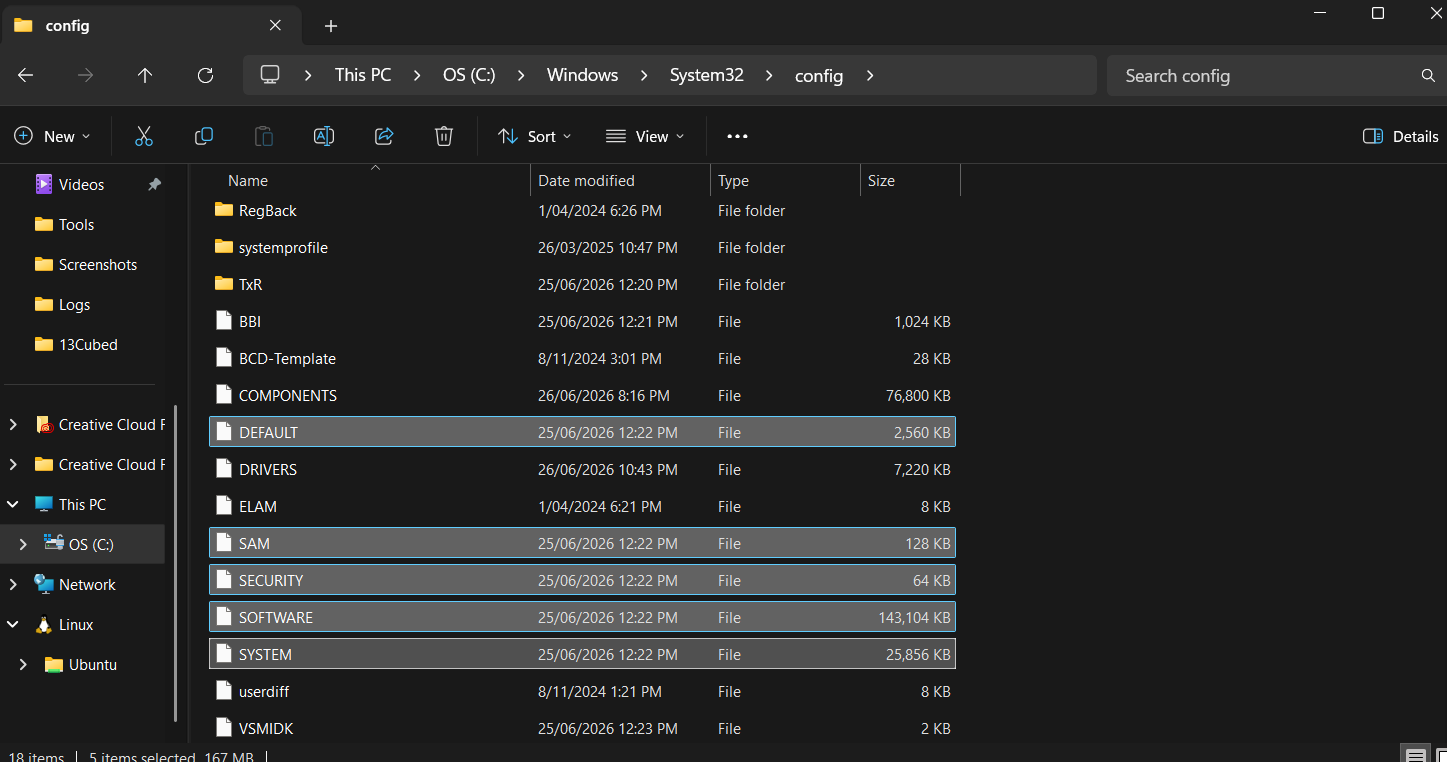 config
This PC OS (C:) Windows System32 config
Search config
New Sort View Details
Name Date modified Type Size
Videos
Tools
Screenshots
Logs
13Cubed
Creative Cloud F
Creative Cloud F
This PC
OS (C:)
Network
Linux
Ubuntu
RegBack 1/04/2024 6:26 PM File folder
systemprofile 26/03/2025 10:47 PM File folder
TxR 25/06/2026 12:20 PM File folder
BBI 25/06/2026 12:21 PM File 1,024 KB
BCD-Template 8/11/2024 3:01 PM File 28 KB
COMPONENTS 26/06/2026 8:16 PM File 76,800 KB
DEFAULT 25/06/2026 12:22 PM File 2,560 KB
DRIVERS 26/06/2026 10:43 PM File 7,220 KB
ELAM 1/04/2024 6:21 PM File 8 KB
SAM 25/06/2026 12:22 PM File 128 KB
SECURITY 25/06/2026 12:22 PM File 64 KB
SOFTWARE 25/06/2026 12:22 PM File 143,104 KB
SYSTEM 25/06/2026 12:22 PM File 25,856 KB
userdiff 8/11/2024 1:21 PM File 8 KB
VSMIDK 25/06/2026 12:23 PM File 2 KB
18 items 5 items selected 167 MB